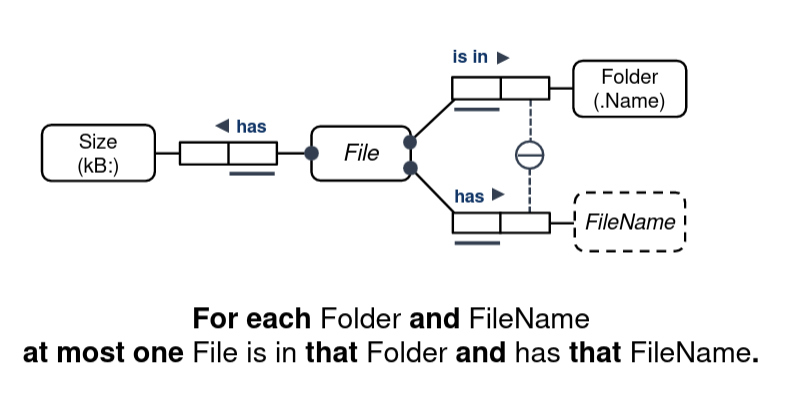 is in ►
Folder
(.Name)
◄ has
Size
(kB:)
File
has ►
FileName
For each Folder and FileName
at most one File is in that Folder and has that FileName.